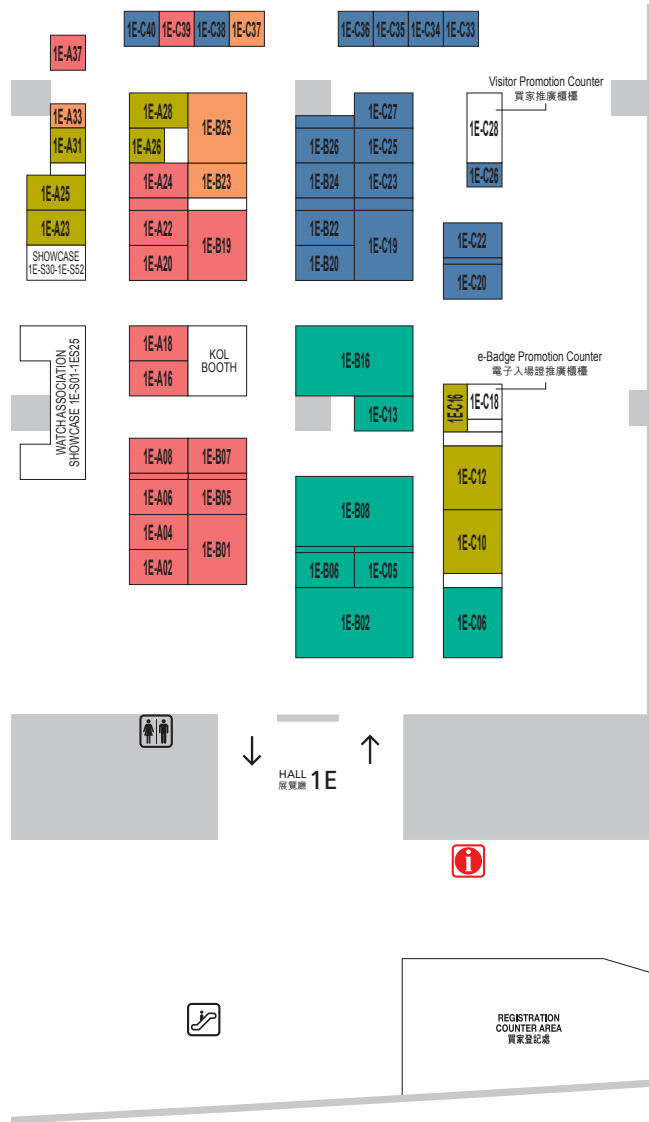 1E-C40 1E-C39 1E-C38 1E-C37
1E-C36 1E-C35 1E-C34 1E-C33
1E-A37
Visitor Promotion Counter
買家推廣櫃檯
1E-A33
1E-A31
1E-A25
1E-A23
SHOWCASE
1E-S30-1E-S52
1E-A28
1E-B25
1E-A26
1E-A24
1E-B23
1E-A22
1E-B19
1E-A20
1E-C27
1E-B26
1E-C25
1E-B24
1E-C23
1E-B22
1E-C19
1E-B20
1E-C28
1E-C26
1E-C22
1E-C20
WATCH ASSOCIATION
SHOWCASE 1E-S01-1ES25
1E-A18
KOL
BOOTH
1E-A16
1E-B16
1E-C13
e-Badge Promotion Counter
電子入場證推廣櫃檯
1E-C16
1E-C18
1E-C12
1E-C10
1E-C06
1E-A08
1E-B07
1E-A06
1E-B05
1E-A04
1E-B01
1E-A02
1E-B08
1E-B06
1E-C05
1E-B02
HALL
展覽廳
1E
REGISTRATION
COUNTER AREA
買家登記處